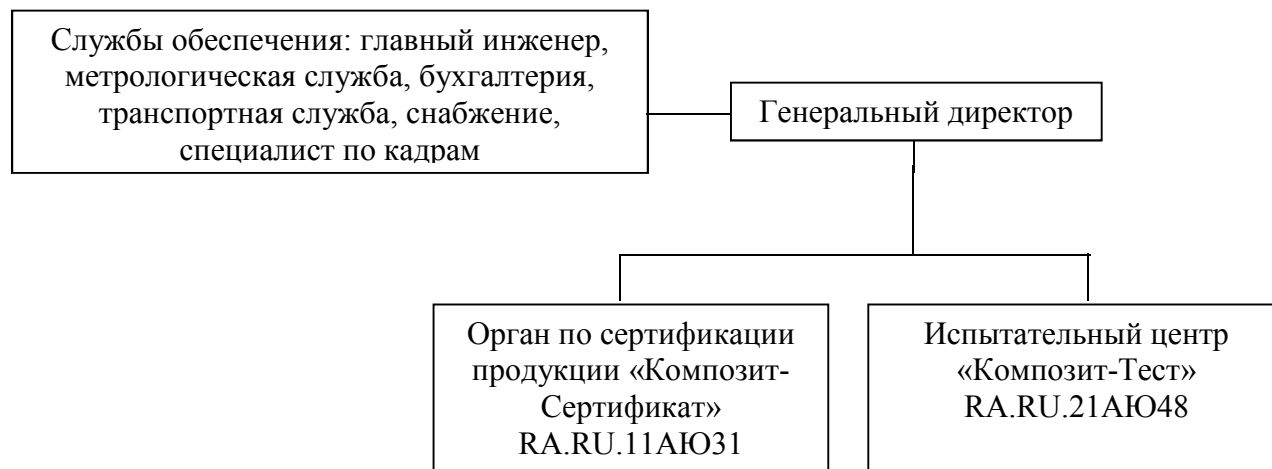 Службы обеспечения: главный инженер,
метрологическая служба, бухгалтерия,
транспортная служба, снабжение,
специалист по кадрам
Генеральный директор
Орган по сертификации
продукции «Композит-
Сертификат»
RA.RU.11АЮ31
Испытательный центр
«Композит-Тест»
RA.RU.21АЮ48